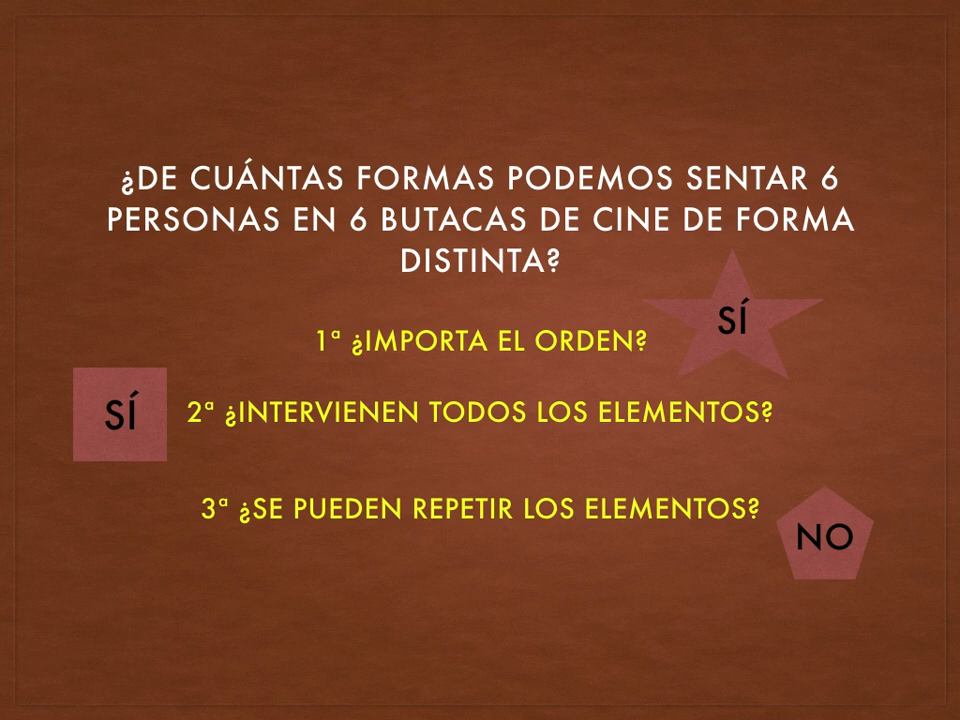 ¿DE CUÁNTAS FORMAS PODEMOS SENTAR 6
PERSONAS EN 6 BUTACAS DE CINE DE FORMA
DISTINTA?
SÍ
1ª ¿IMPORTA EL ORDEN?
SÍ
2ª ¿INTERVIENEN TODOS LOS ELEMENTOS?
3ª ¿SE PUEDEN REPETIR LOS ELEMENTOS?
NO